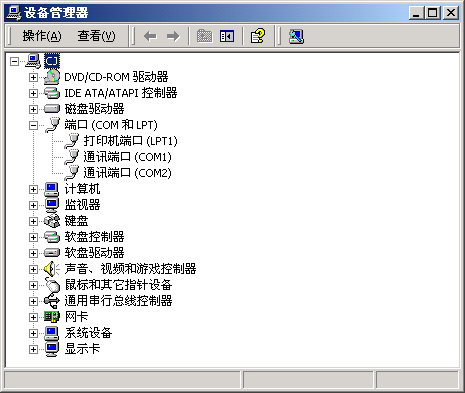 设备管理器
操作(A) 查看(V)
CJ
DVD/CD-ROM 驱动器
IDE ATA/ATAPI 控制器
磁盘驱动器
端口 (COM 和 LPT)
打印机端口 (LPT1)
通讯端口 (COM1)
通讯端口 (COM2)
计算机
监视器
键盘
软盘控制器
软盘驱动器
声音、视频和游戏控制器
鼠标和其它指针设备
通用串行总线控制器
网卡
系统设备
显示卡